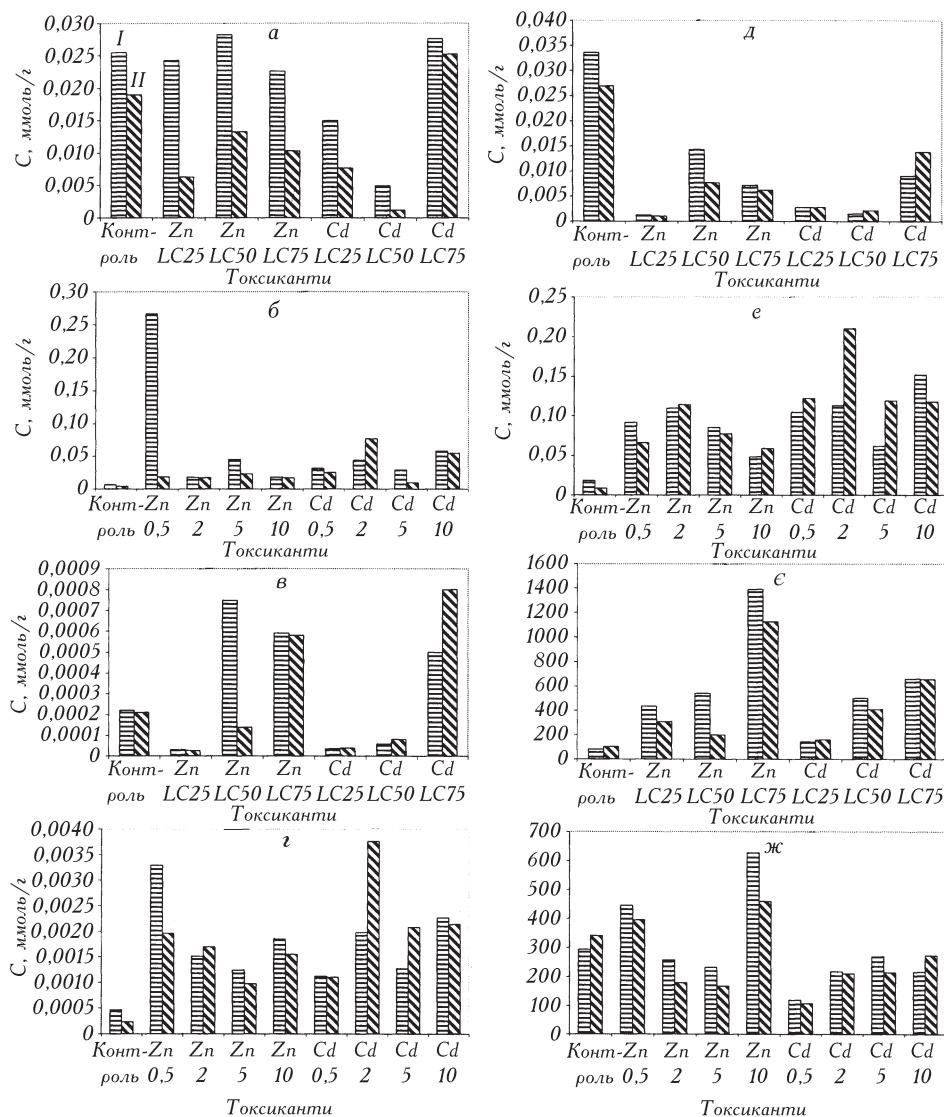 а
I
II
С, ммоль/г
0,030
0,025
0,020
0,015
0,010
0,005
0
Конт- Zn Zn Zn Cd Cd Cd
роль LC25 LC50 LC75 LC25 LC50 LC75
Токсиканти
д
С, ммоль/г
0,040
0,035
0,030
0,025
0,020
0,015
0,010
0,005
0
Конт- Zn Zn Zn Cd Cd Cd
роль LC25 LC50 LC75 LC25 LC50 LC75
Токсиканти
б
С, ммоль/г
0,30
0,25
0,20
0,15
0,10
0,05
0
Конт-Zn Zn Zn Zn Cd Cd Cd Cd
роль 0,5 2 5 10 0,5 2 5 10
Токсиканти
е
С, ммоль/г
0,25
0,20
0,15
0,10
0,05
0
Конт-Zn Zn Zn Zn Cd Cd Cd Cd
роль 0,5 2 5 10 0,5 2 5 10
Токсиканти
в
С, ммоль/г
0,0009
0,0008
0,0007
0,0006
0,0005
0,0004
0,0003
0,0002
0,0001
0
Конт- Zn Zn Zn Cd Cd Cd
роль LC25 LC50 LC75 LC25 LC50 LC75
Токсиканти
є
1600
1400
1200
1000
800
600
400
200
0
Конт- Zn Zn Zn Cd Cd Cd
роль LC25 LC50 LC75 LC25 LC50 LC75
Токсиканти
г
С, ммоль/г
0,0040
0,0035
0,0030
0,0025
0,0020
0,0015
0,0010
0,0005
0
Конт-Zn Zn Zn Zn Cd Cd Cd Cd
роль 0,5 2 5 10 0,5 2 5 10
Токсиканти
ж
700
600
500
400
300
200
100
0
Конт-Zn Zn Zn Zn Cd Cd Cd Cd
роль 0,5 2 5 10 0,5 2 5 10
Токсиканти